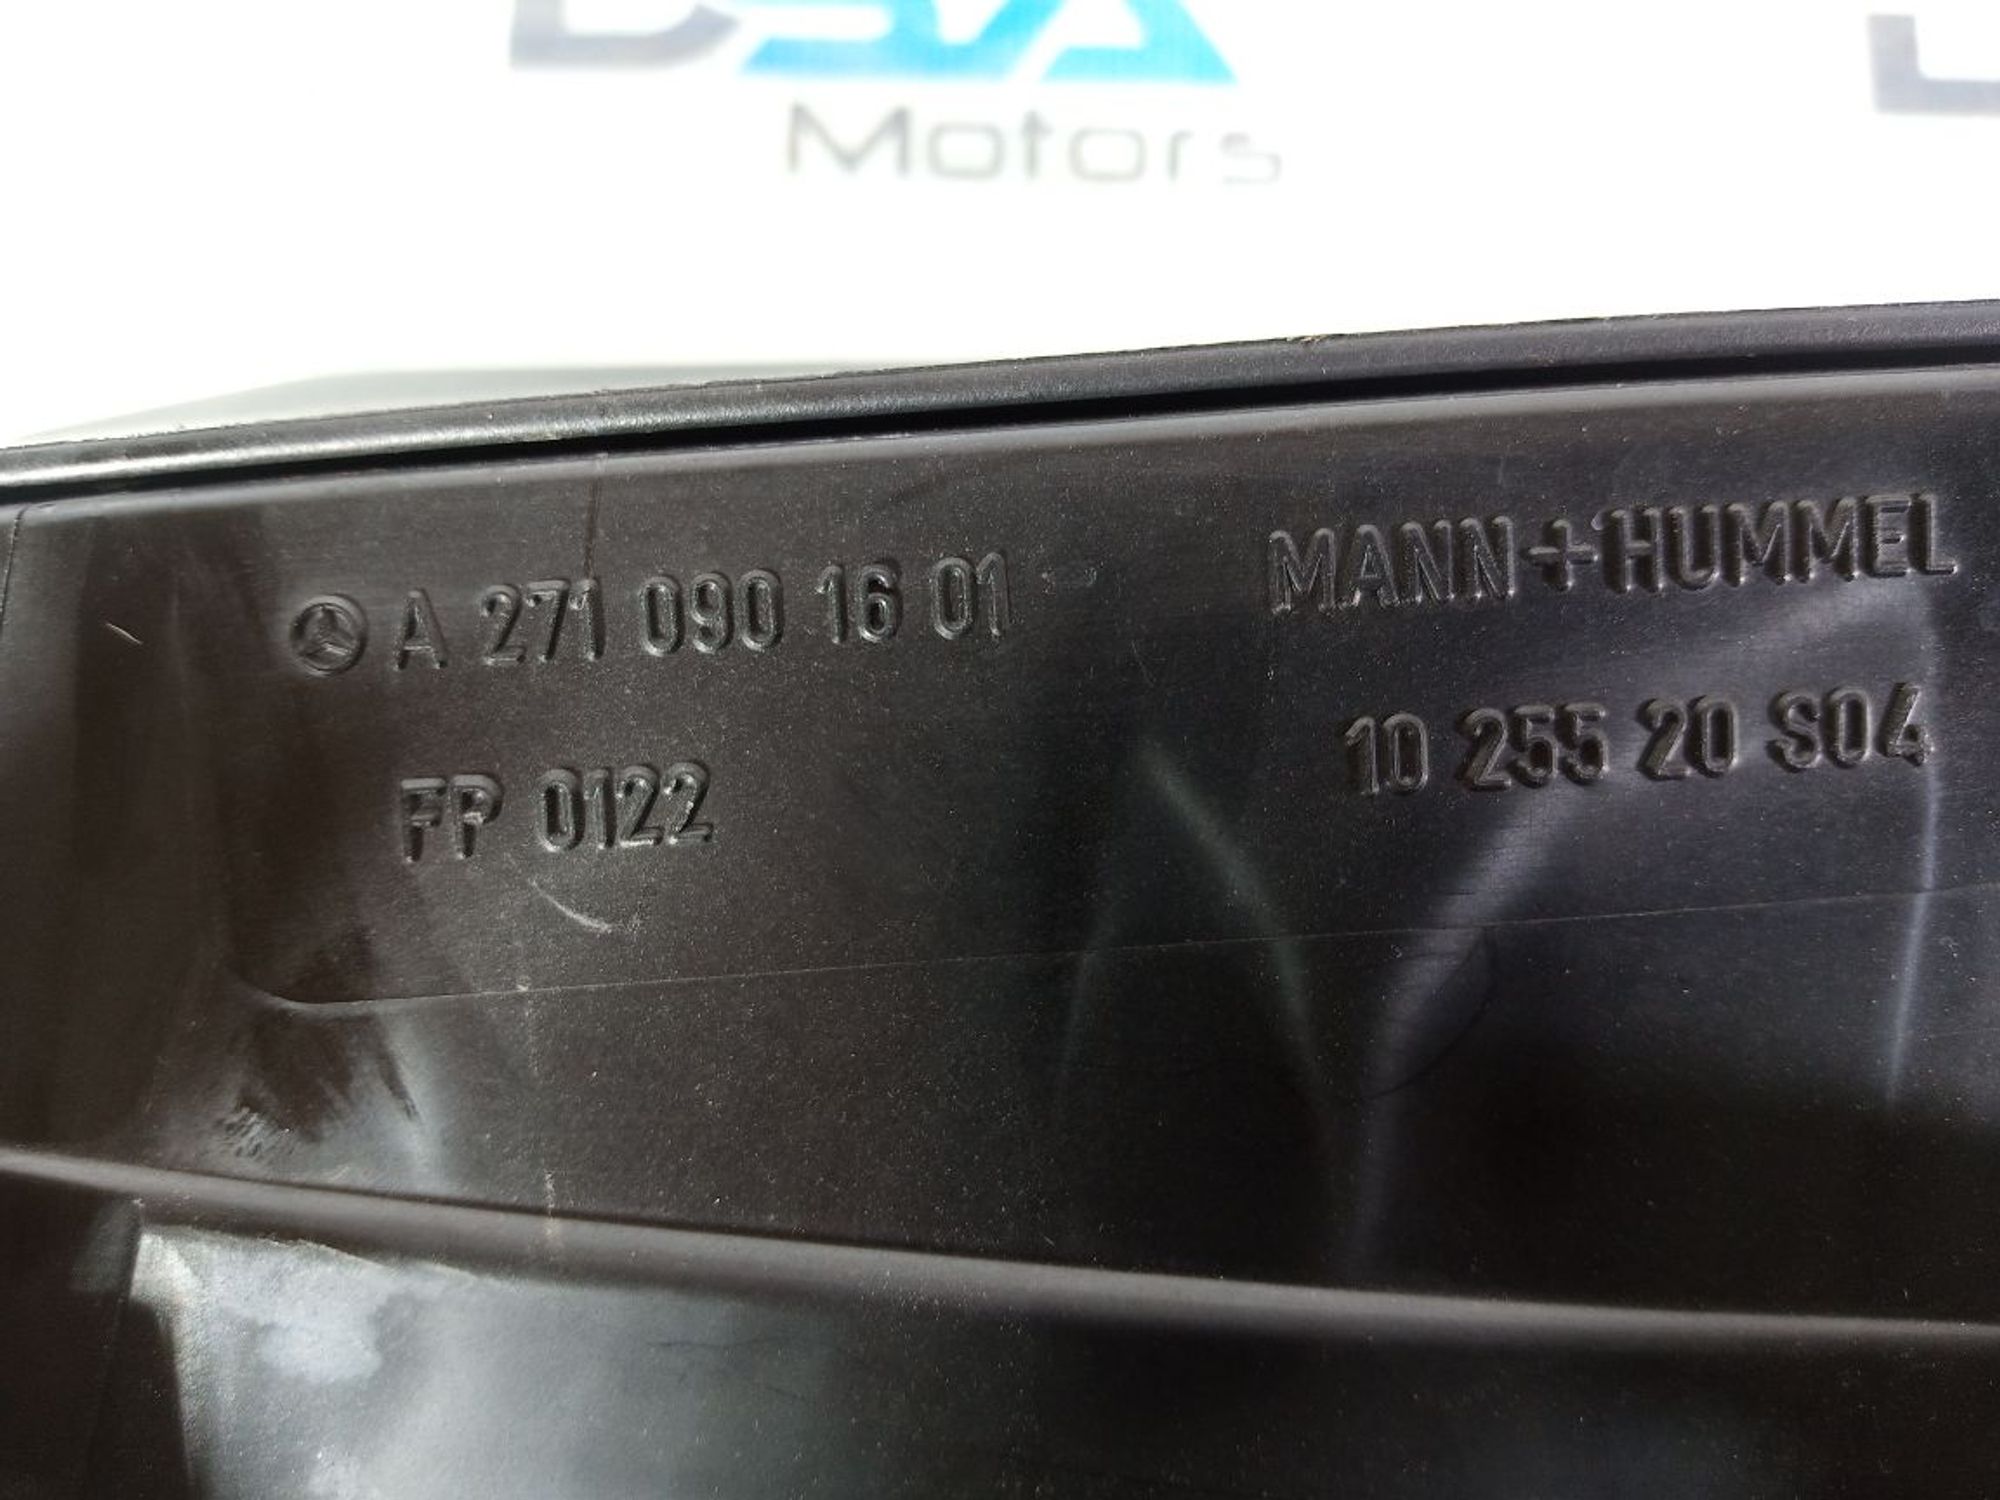 Motors
A 271 090 16 01
MANN+HUMMEL
FP 0122
10 255 20 S04